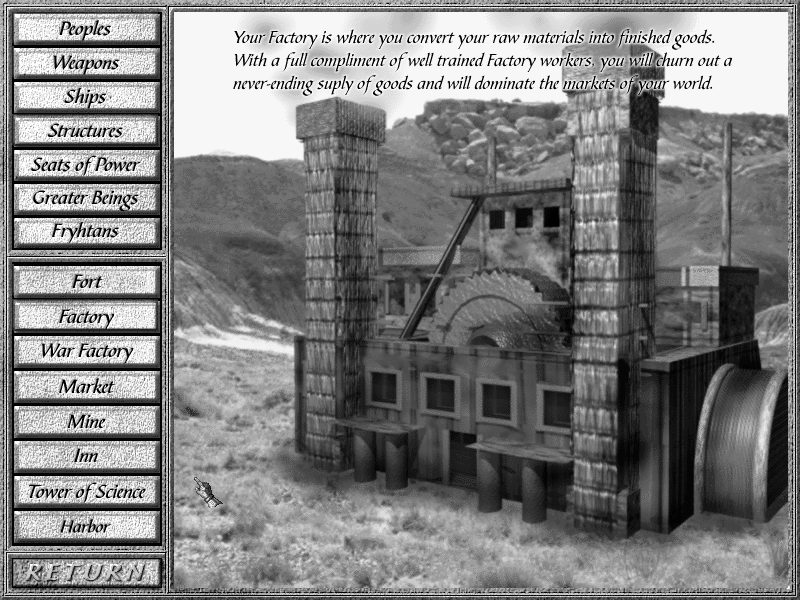 Peoples
Weapons
Ships
Structures
Seats of Power
Greater Beings
Fryhtans
Fort
Factory
War Factory
Market
Mine
Inn
Tower of Science
Harbor
RETURN
Your Factory is where you convert your raw materials into finished goods.
With a full compliment of well trained Factory workers, you will churn out a
never-ending suply of goods and will dominate the markets of your world.